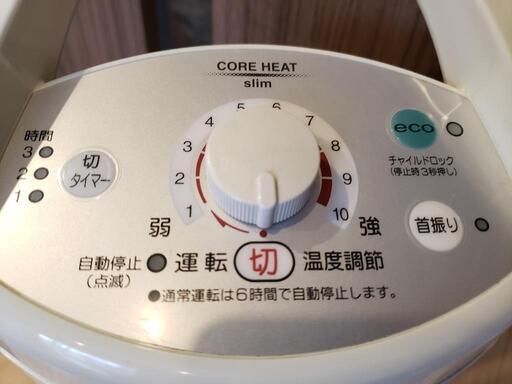 CORE HEAT
slim
時間
3
2
1
切
タイマー
1
2
3
4
5
6
7
8
9
10
弱
強
eco
チャイルドロック
(停止時3秒押し)
首振り
自動停止
(点滅)
運転
切
温度調節
●通常運転は6時間で自動停止します。